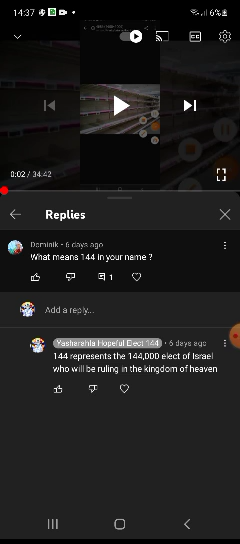 14:37
6%
CC
0:02 / 34:42
Replies
Dominik • 6 days ago
What means 144 in your name ?
1
Add a reply...
Yasharahla Hopeful Elect 144 • 6 days ago
144 represents the 144,000 elect of Israel
who will be ruling in the kingdom of heaven